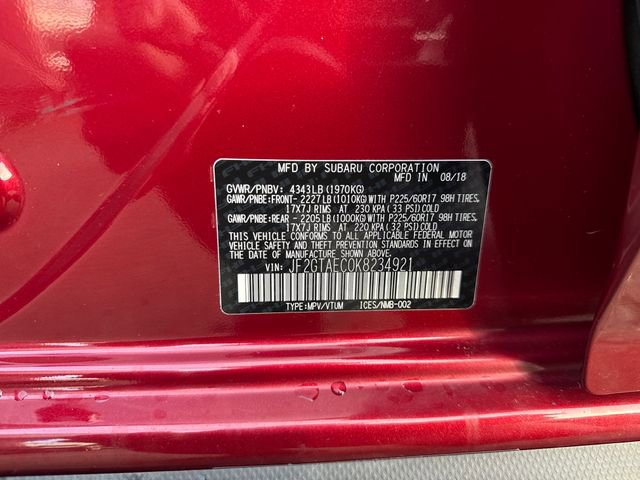 MFD BY SUBARU CORPORATION
MFD IN 08/18
GVWR/PNBV: 4343LB (1970KG)
GAWR/PNBE:FRONT- 2227LB (1010KG)WITH P225/60R17 98H TIRES,
17X7J RIMS AT 230 KPA (33 PSI)COLD
GAWR/PNBE:REAR - 2205LB (1000KG)WITH P225/60R17 98H TIRES,
17X7J RIMS AT 220 KPA (32 PSI)COLD
THIS VEHICLE CONFORMS TO ALL APPLICABLE FEDERAL MOTOR
VEHICLE SAFETY AND THEFT PREVENTION STANDARDS IN EFFECT ON
THE DATE OF MANUFACTURE SHOWN ABOVE.
VIN: JF2GTAEC0K8234921
TYPE:MPV/VTUM ICES/NMB-002